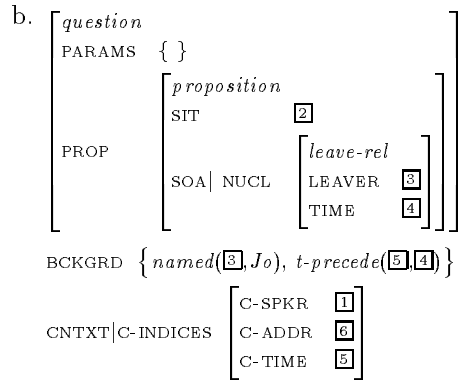 b.
question
PARAMS { }
PROP
proposition
SIT 2
SOA| NUCL
leave-rel
LEAVER 3
TIME 4
BCKGRD { named(3,Jo), t-precede(5,4) }
CNTXT|C-INDICES
C-SPKR 1
C-ADDR 6
C-TIME 5